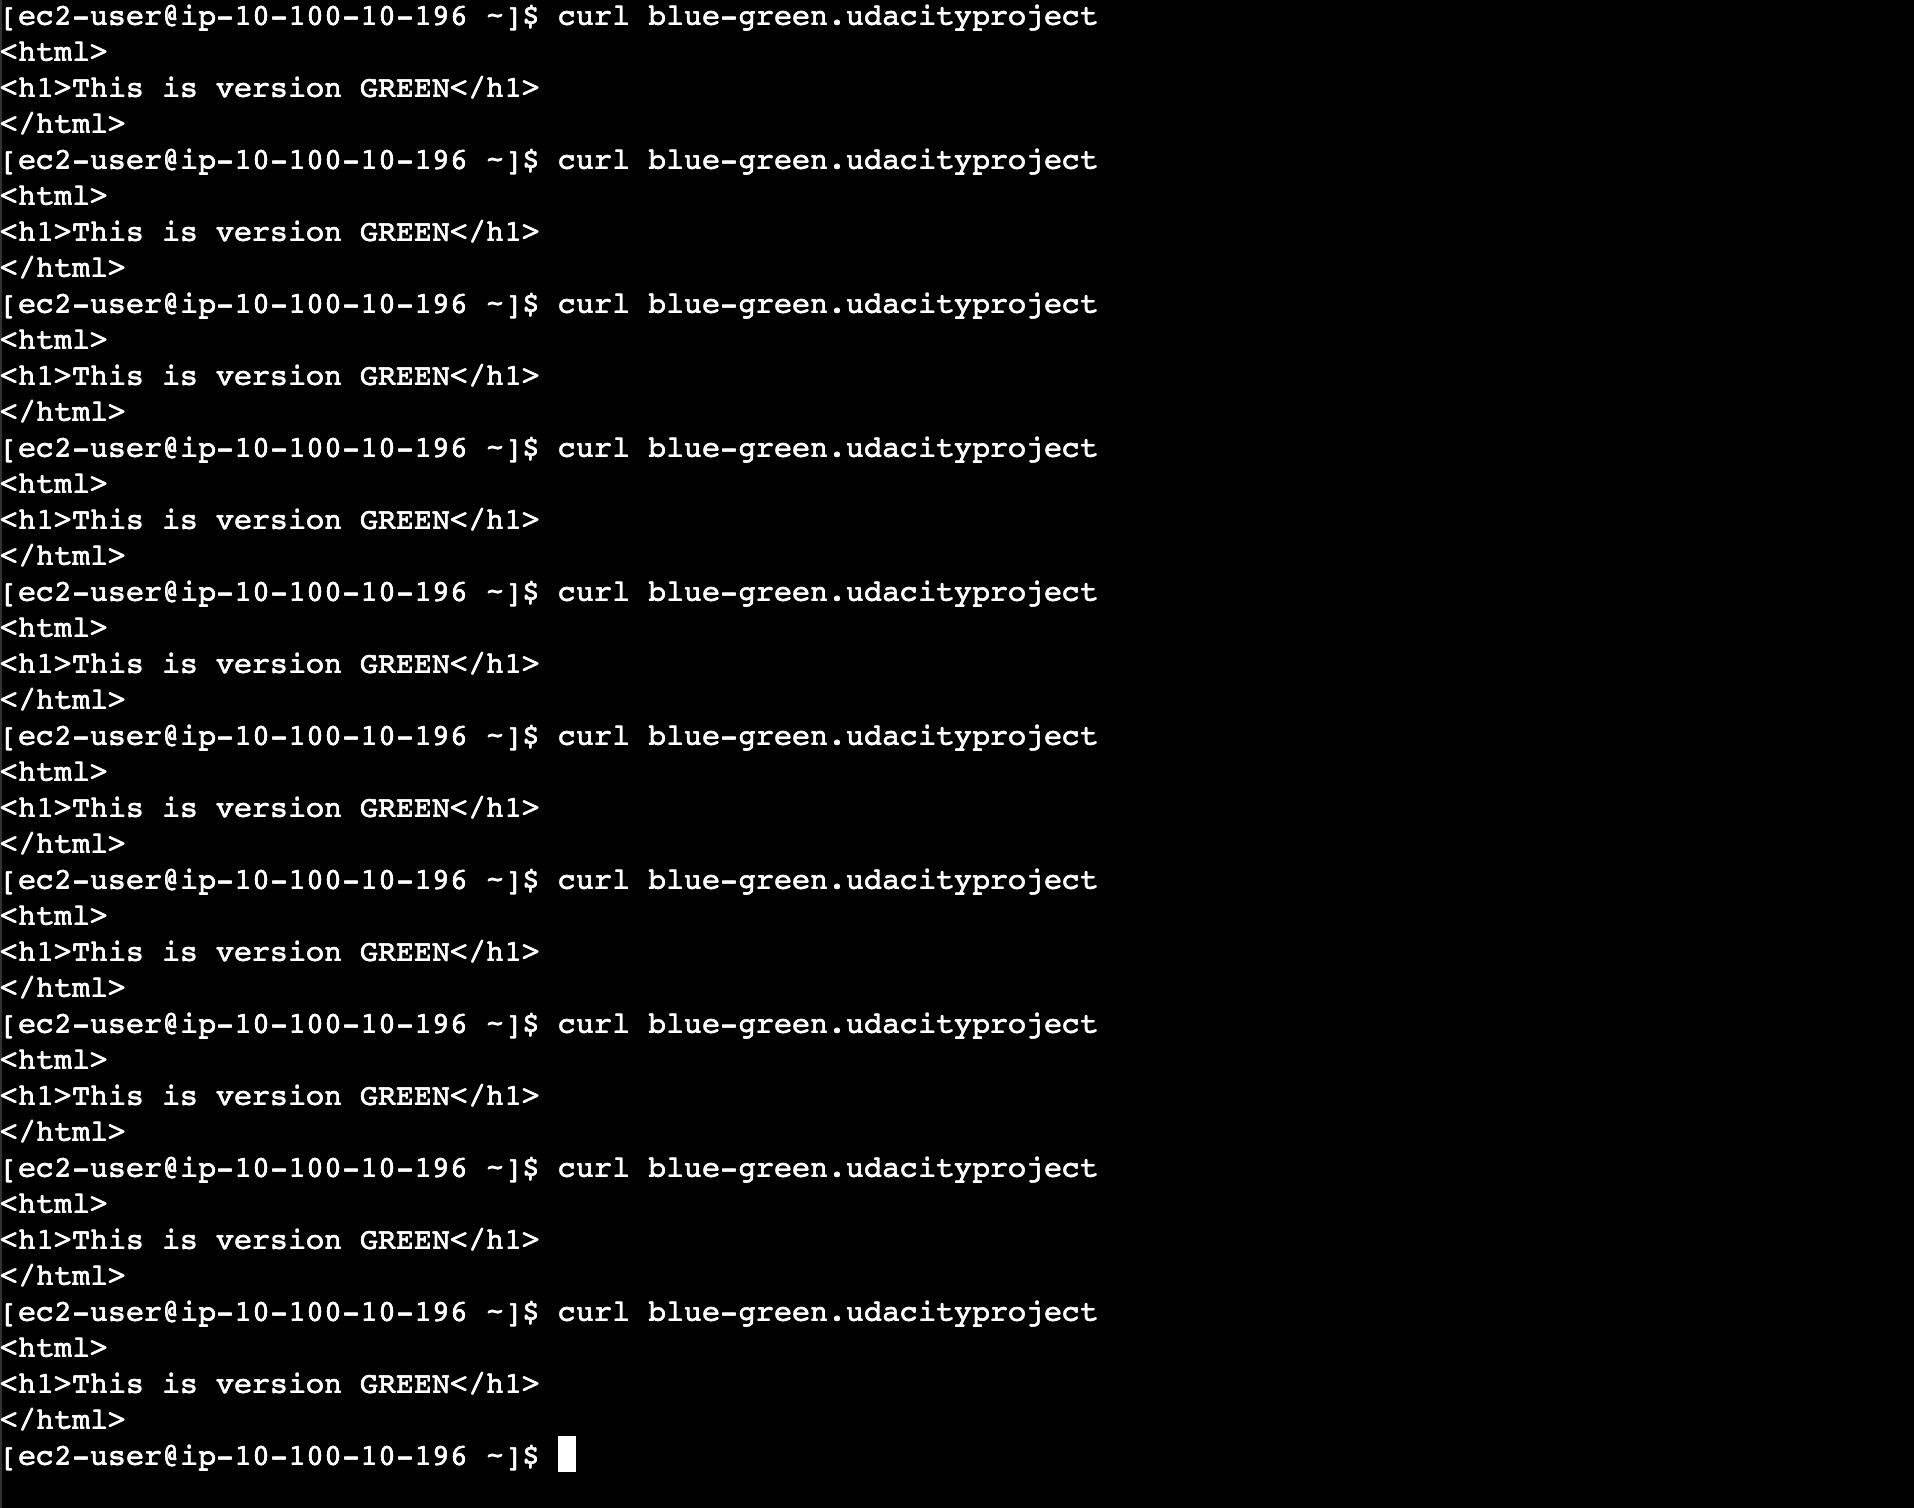 [ec2-user@ip-10-100-10-196 ~]$ curl blue-green.udacityproject
<html>
<h1>This is version GREEN</h1>
</html>
[ec2-user@ip-10-100-10-196 ~]$ curl blue-green.udacityproject
<html>
<h1>This is version GREEN</h1>
</html>
[ec2-user@ip-10-100-10-196 ~]$ curl blue-green.udacityproject
<html>
<h1>This is version GREEN</h1>
</html>
[ec2-user@ip-10-100-10-196 ~]$ curl blue-green.udacityproject
<html>
<h1>This is version GREEN</h1>
</html>
[ec2-user@ip-10-100-10-196 ~]$ curl blue-green.udacityproject
<html>
<h1>This is version GREEN</h1>
</html>
[ec2-user@ip-10-100-10-196 ~]$ curl blue-green.udacityproject
<html>
<h1>This is version GREEN</h1>
</html>
[ec2-user@ip-10-100-10-196 ~]$ curl blue-green.udacityproject
<html>
<h1>This is version GREEN</h1>
</html>
[ec2-user@ip-10-100-10-196 ~]$ curl blue-green.udacityproject
<html>
<h1>This is version GREEN</h1>
</html>
[ec2-user@ip-10-100-10-196 ~]$ curl blue-green.udacityproject
<html>
<h1>This is version GREEN</h1>
</html>
[ec2-user@ip-10-100-10-196 ~]$ curl blue-green.udacityproject
<html>
<h1>This is version GREEN</h1>
</html>
[ec2-user@ip-10-100-10-196 ~]$